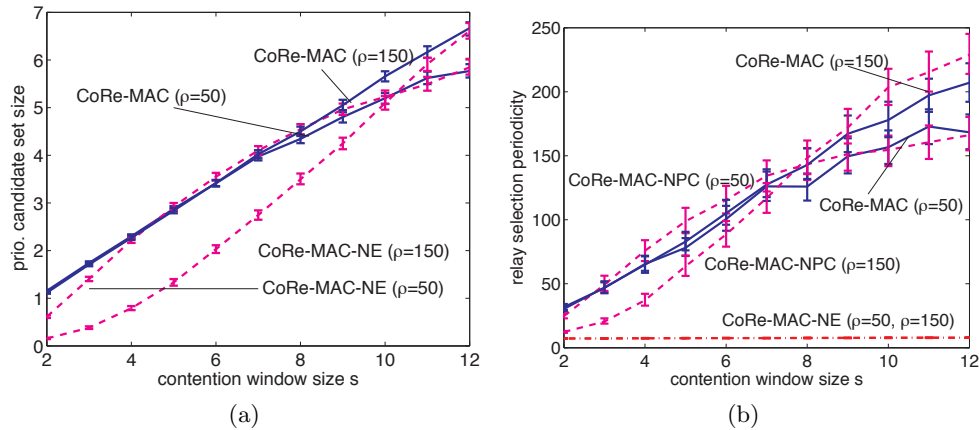 7
6
5
4
3
2
1
0
prio. candidate set size
CoRe-MAC (ρ=150)
CoRe-MAC (ρ=50)
CoRe-MAC-NE (ρ=150)
CoRe-MAC-NE (ρ=50)
2 4 6 8 10 12
contention window size s
(a)
250
200
150
100
50
0
relay selection periodicity
CoRe-MAC (ρ=150)
CoRe-MAC-NPC (ρ=50)
CoRe-MAC (ρ=50)
CoRe-MAC-NPC (ρ=150)
CoRe-MAC-NE (ρ=50, ρ=150)
2 4 6 8 10 12
contention window size s
(b)